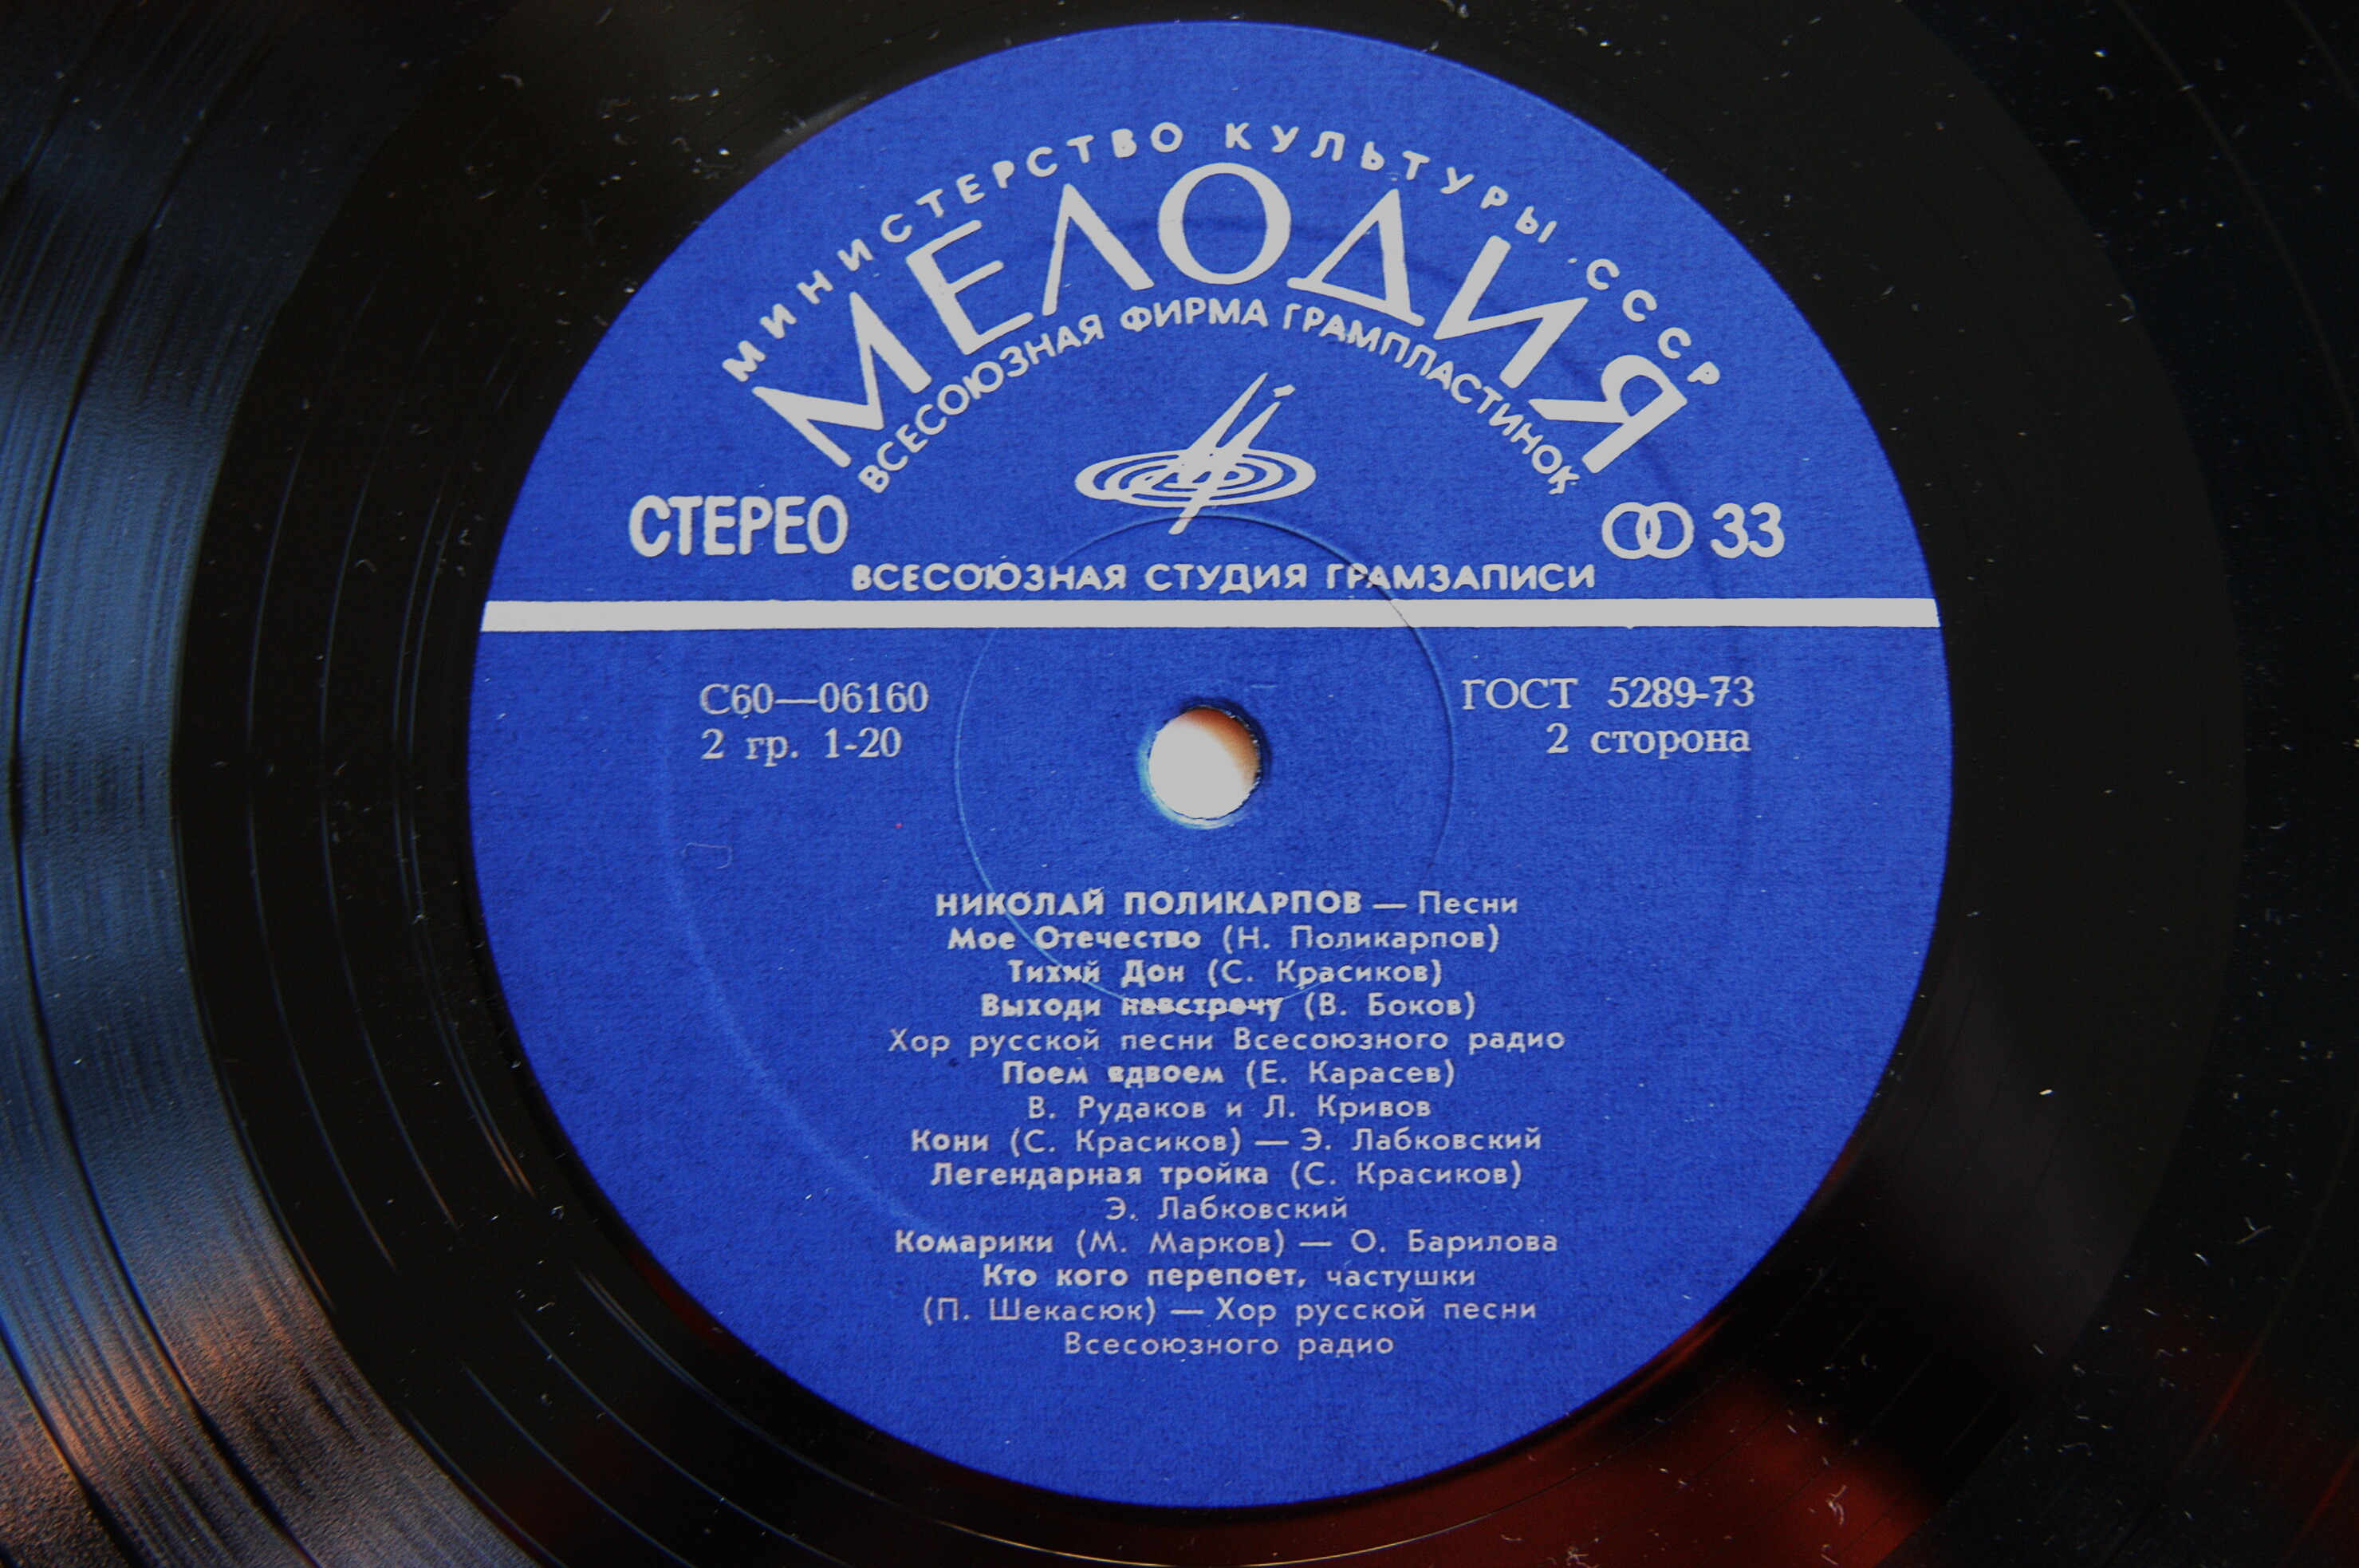 МИНИСТЕРСТВО КУЛЬТУРЫ СССР
МЕЛОДИЯ
ВСЕСОЮЗНАЯ ФИРМА ГРАМПЛАСТИНОК
СТЕРЕО
33
ВСЕСОЮЗНАЯ СТУДИЯ ГРАМЗАПИСИ
С60—06160
ГОСТ 5289-73
2 гр. 1-20
2 сторона
НИКОЛАЙ ПОЛИКАРПОВ — Песни
Мое Отечество (Н. Поликарпов)
Тихий Дон (С. Красиков)
Выходи навстречу (В. Боков)
Хор русской песни Всесоюзного радио
Поем вдвоем (Е. Карасев)
В. Рудаков и Л. Кривов
Кони (С. Красиков) — Э. Лабковский
Легендарная тройка (С. Красиков)
Э. Лабковский
Комарики (М. Марков) — О. Барилова
Кто кого перепоет, частушки
(П. Шекасюк) — Хор русской песни
Всесоюзного радио